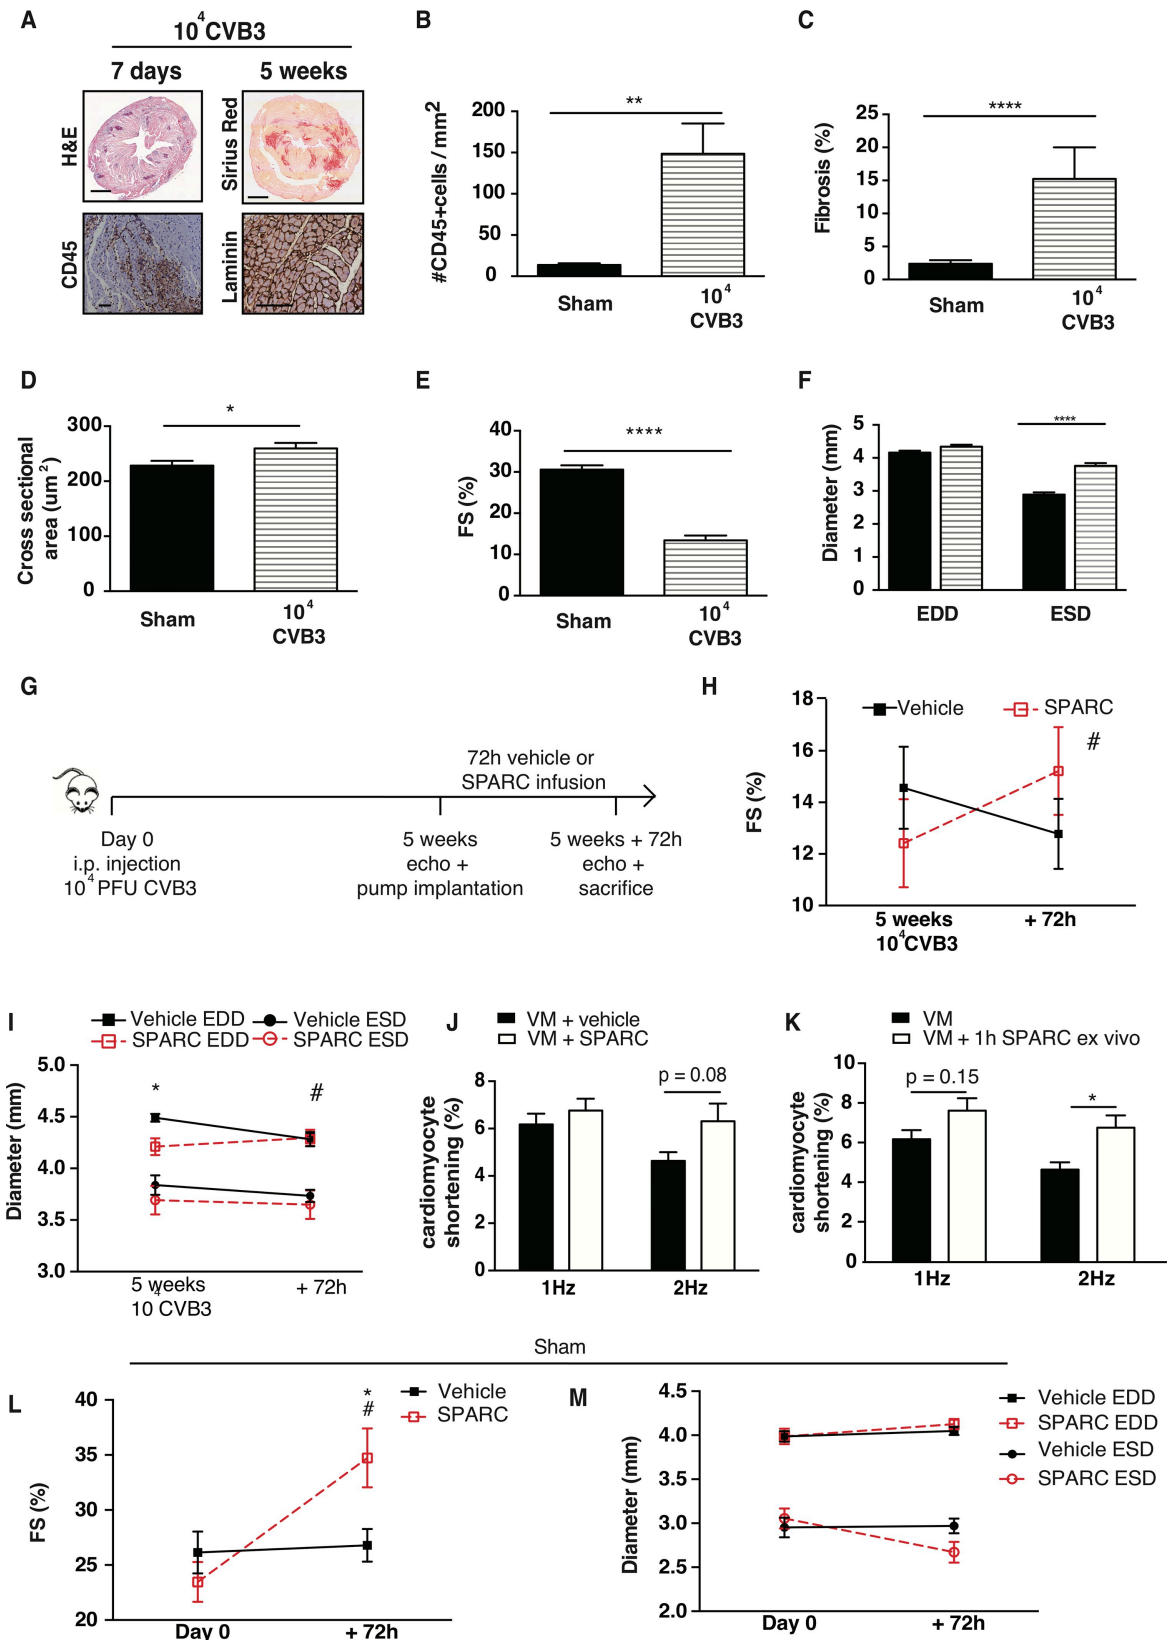 A
10⁴CVB3
7 days
5 weeks
H&E
Sirius Red
CD45
Laminin
B
#CD45+cells / mm²
200
150
100
50
0
**
Sham
10⁴
CVB3
C
Fibrosis (%)
25
20
15
10
5
0
****
Sham
10⁴
CVB3
D
Cross sectional
area (um²)
300
200
100
0
*
Sham
10⁴
CVB3
E
FS (%)
40
30
20
10
0
****
Sham
10⁴
CVB3
F
Diameter (mm)
5
4
3
2
1
0
****
EDD
ESD
G
72h vehicle or
SPARC infusion
Day 0
i.p. injection
10⁴ PFU CVB3
5 weeks
echo +
pump implantation
5 weeks + 72h
echo +
sacrifice
H
FS (%)
18
16
14
12
10
Vehicle
SPARC
#
5 weeks
10⁴CVB3
+ 72h
I
Vehicle EDD
Vehicle ESD
SPARC EDD
SPARC ESD
Diameter (mm)
5.0
4.5
4.0
3.5
3.0
*
#
5 weeks
10⁴ CVB3
+ 72h
J
VM + vehicle
VM + SPARC
cardiomyocyte
shortening (%)
8
6
4
2
0
p = 0.08
1Hz
2Hz
K
VM
VM + 1h SPARC ex vivo
cardiomyocyte
shortening (%)
10
8
6
4
2
0
p = 0.15
*
1Hz
2Hz
Sham
L
FS (%)
40
35
30
25
20
*
#
Vehicle
SPARC
Day 0
+ 72h
M
Diameter (mm)
4.5
4.0
3.5
3.0
2.5
2.0
Vehicle EDD
SPARC EDD
Vehicle ESD
SPARC ESD
Day 0
+ 72h